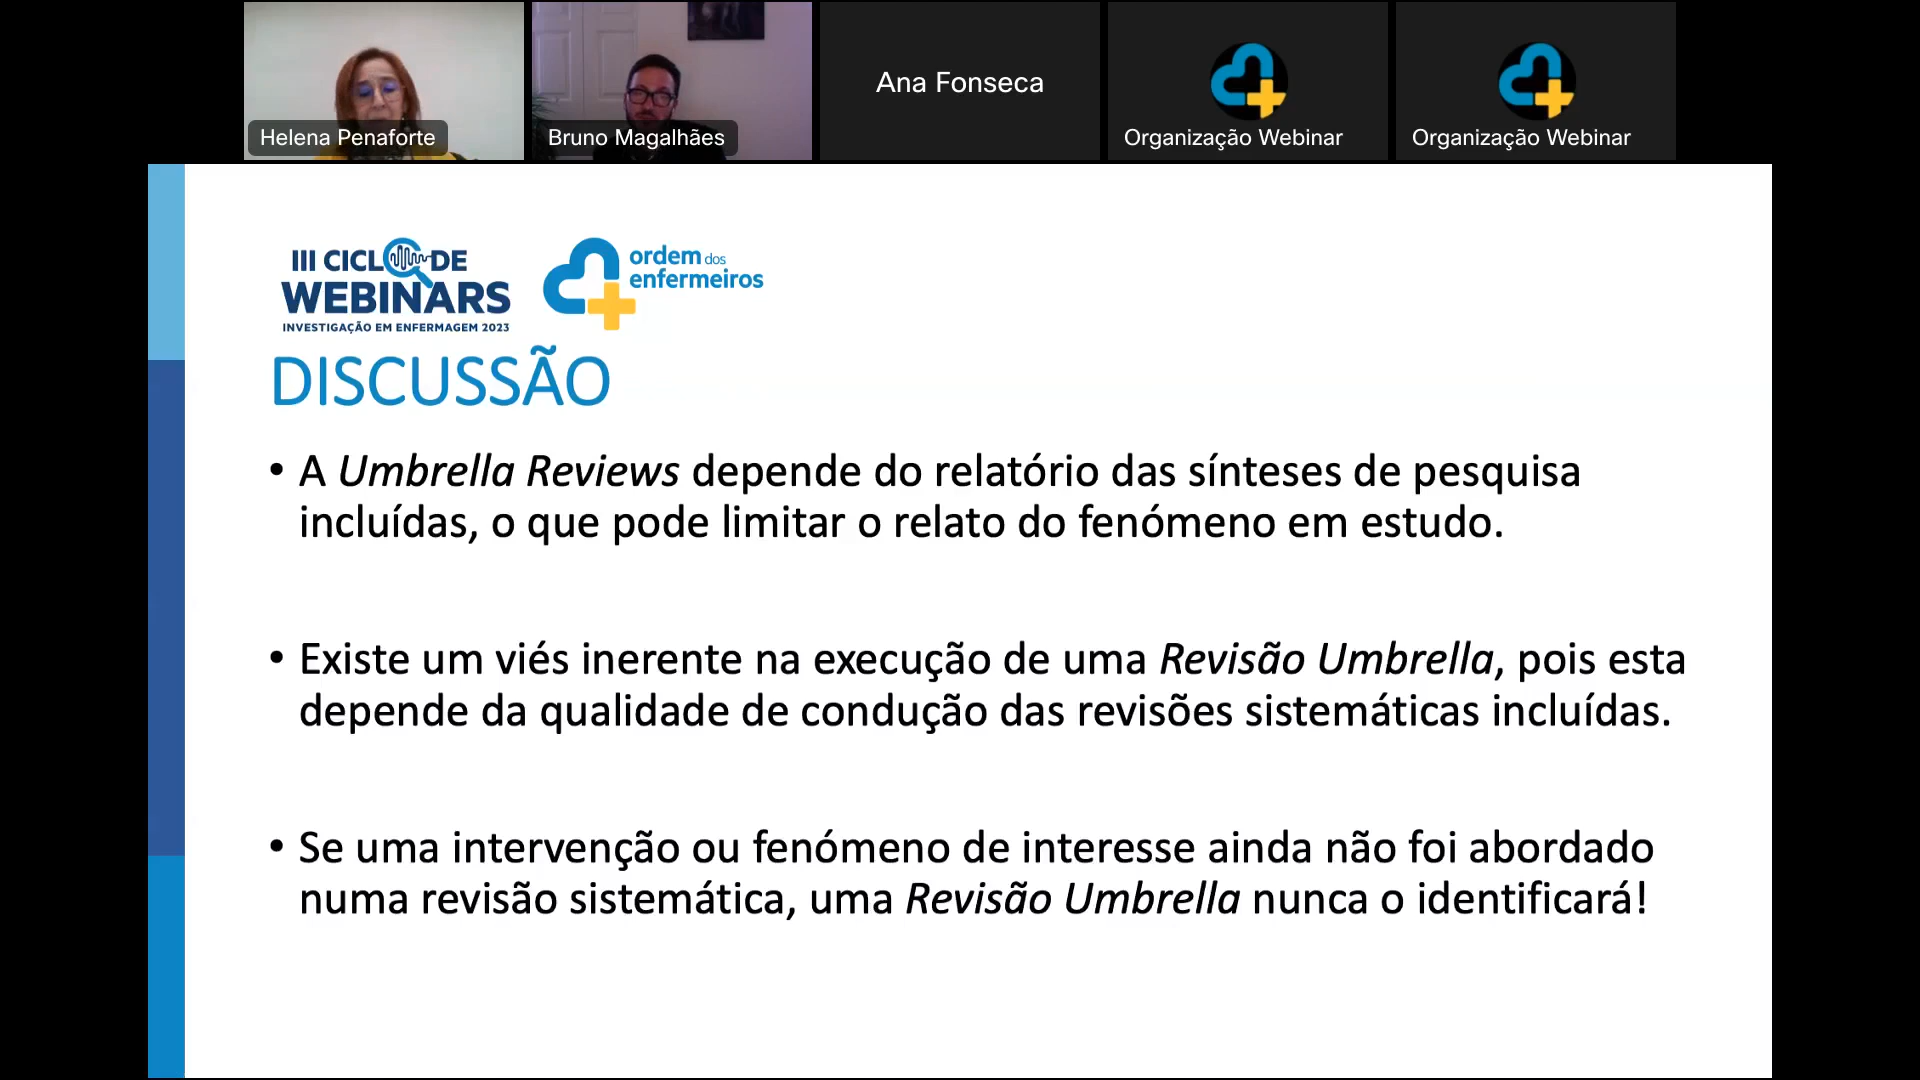 Helena Penaforte
Bruno Magalhães
Ana Fonseca
Organização Webinar
Organização Webinar
III CICLO DE
WEBINARS
INVESTIGAÇÃO EM ENFERMAGEM 2023
ordem dos
enfermeiros
DISCUSSÃO
• A Umbrella Reviews depende do relatório das sínteses de pesquisa
incluídas, o que pode limitar o relato do fenómeno em estudo.
• Existe um viés inerente na execução de uma Revisão Umbrella, pois esta
depende da qualidade de condução das revisões sistemáticas incluídas.
• Se uma intervenção ou fenómeno de interesse ainda não foi abordado
numa revisão sistemática, uma Revisão Umbrella nunca o identificará!